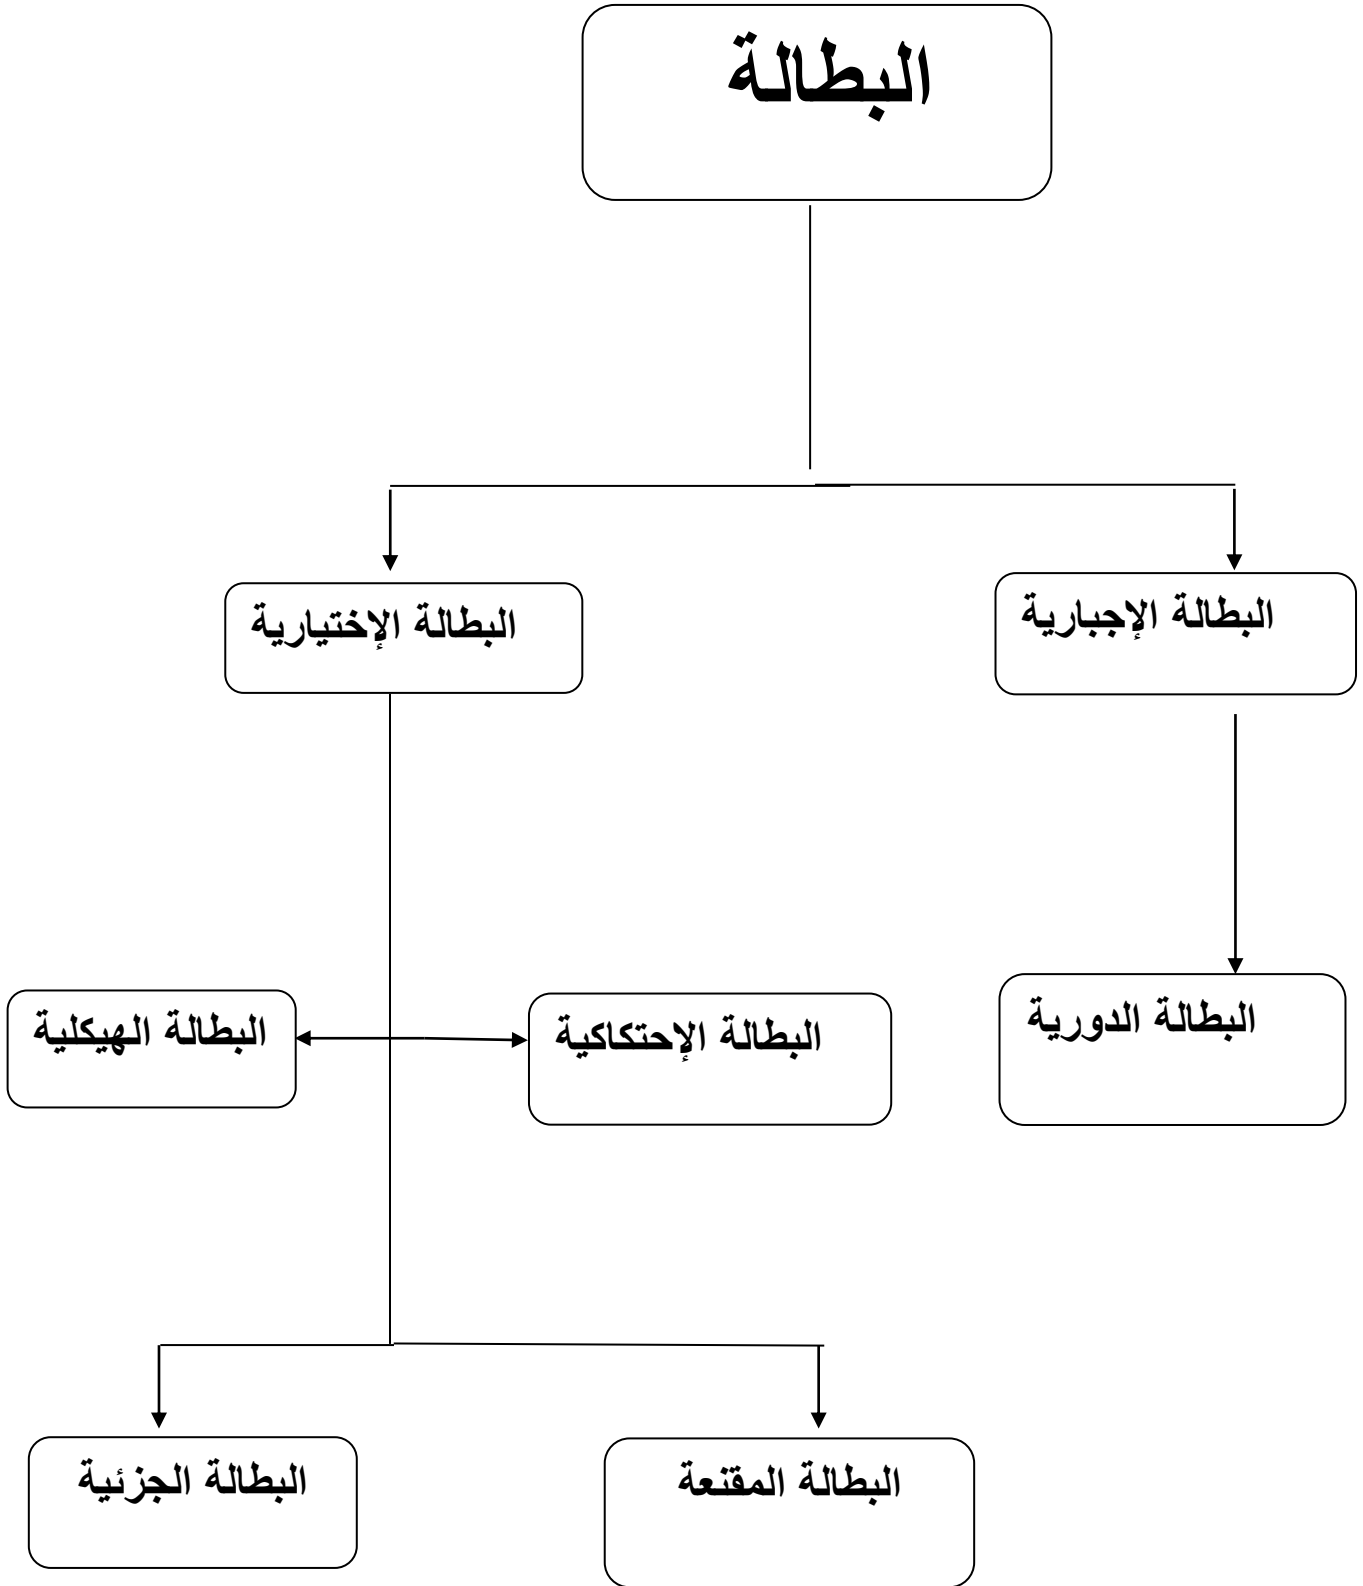 البطالة
البطالة الإجبارية
البطالة الإختيارية
البطالة الدورية
البطالة الإحتكاكية
البطالة الهيكلية
البطالة المقنعة
البطالة الجزئية